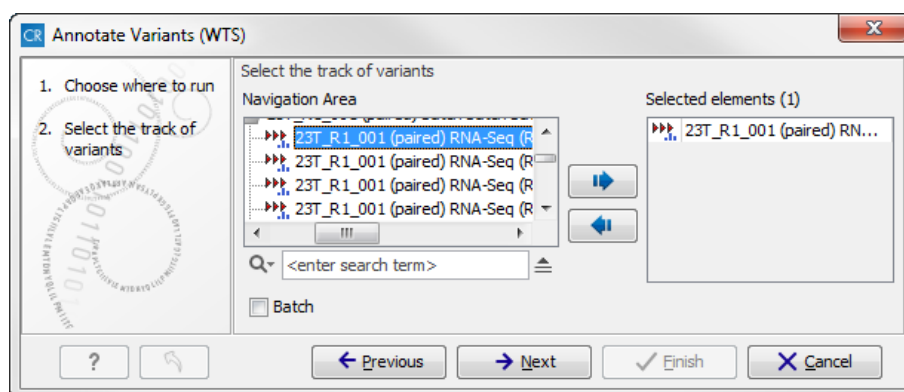 CR Annotate Variants (WTS)
1. Choose where to run
2. Select the track of
variants
Select the track of variants
Navigation Area
23T_R1_001 (paired) RNA-Seq (R
23T_R1_001 (paired) RNA-Seq (R
23T_R1_001 (paired) RNA-Seq (R
23T_R1_001 (paired) RNA-Seq (R
<enter search term>
Batch
Selected elements (1)
23T_R1_001 (paired) RN...
? Previous Next Finish Cancel